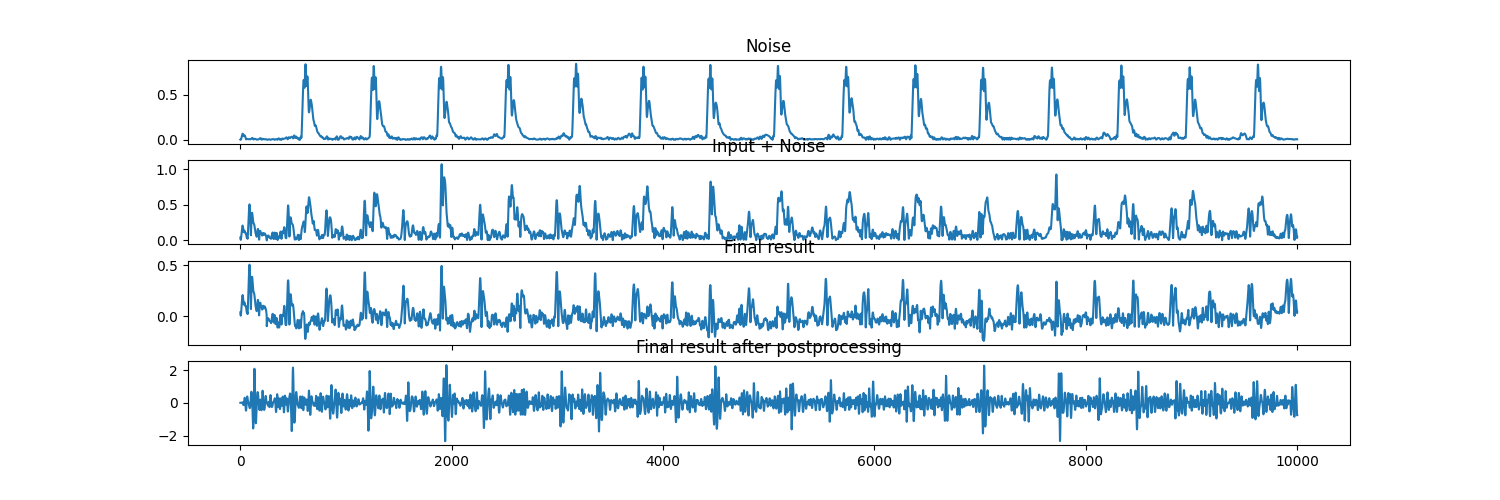 Noise
0.5
0.0
Input + Noise
1.0
0.5
0.0
Final result
0.5
0.0
Final result after postprocessing
2
0
−2
0 2000 4000 6000 8000 10000